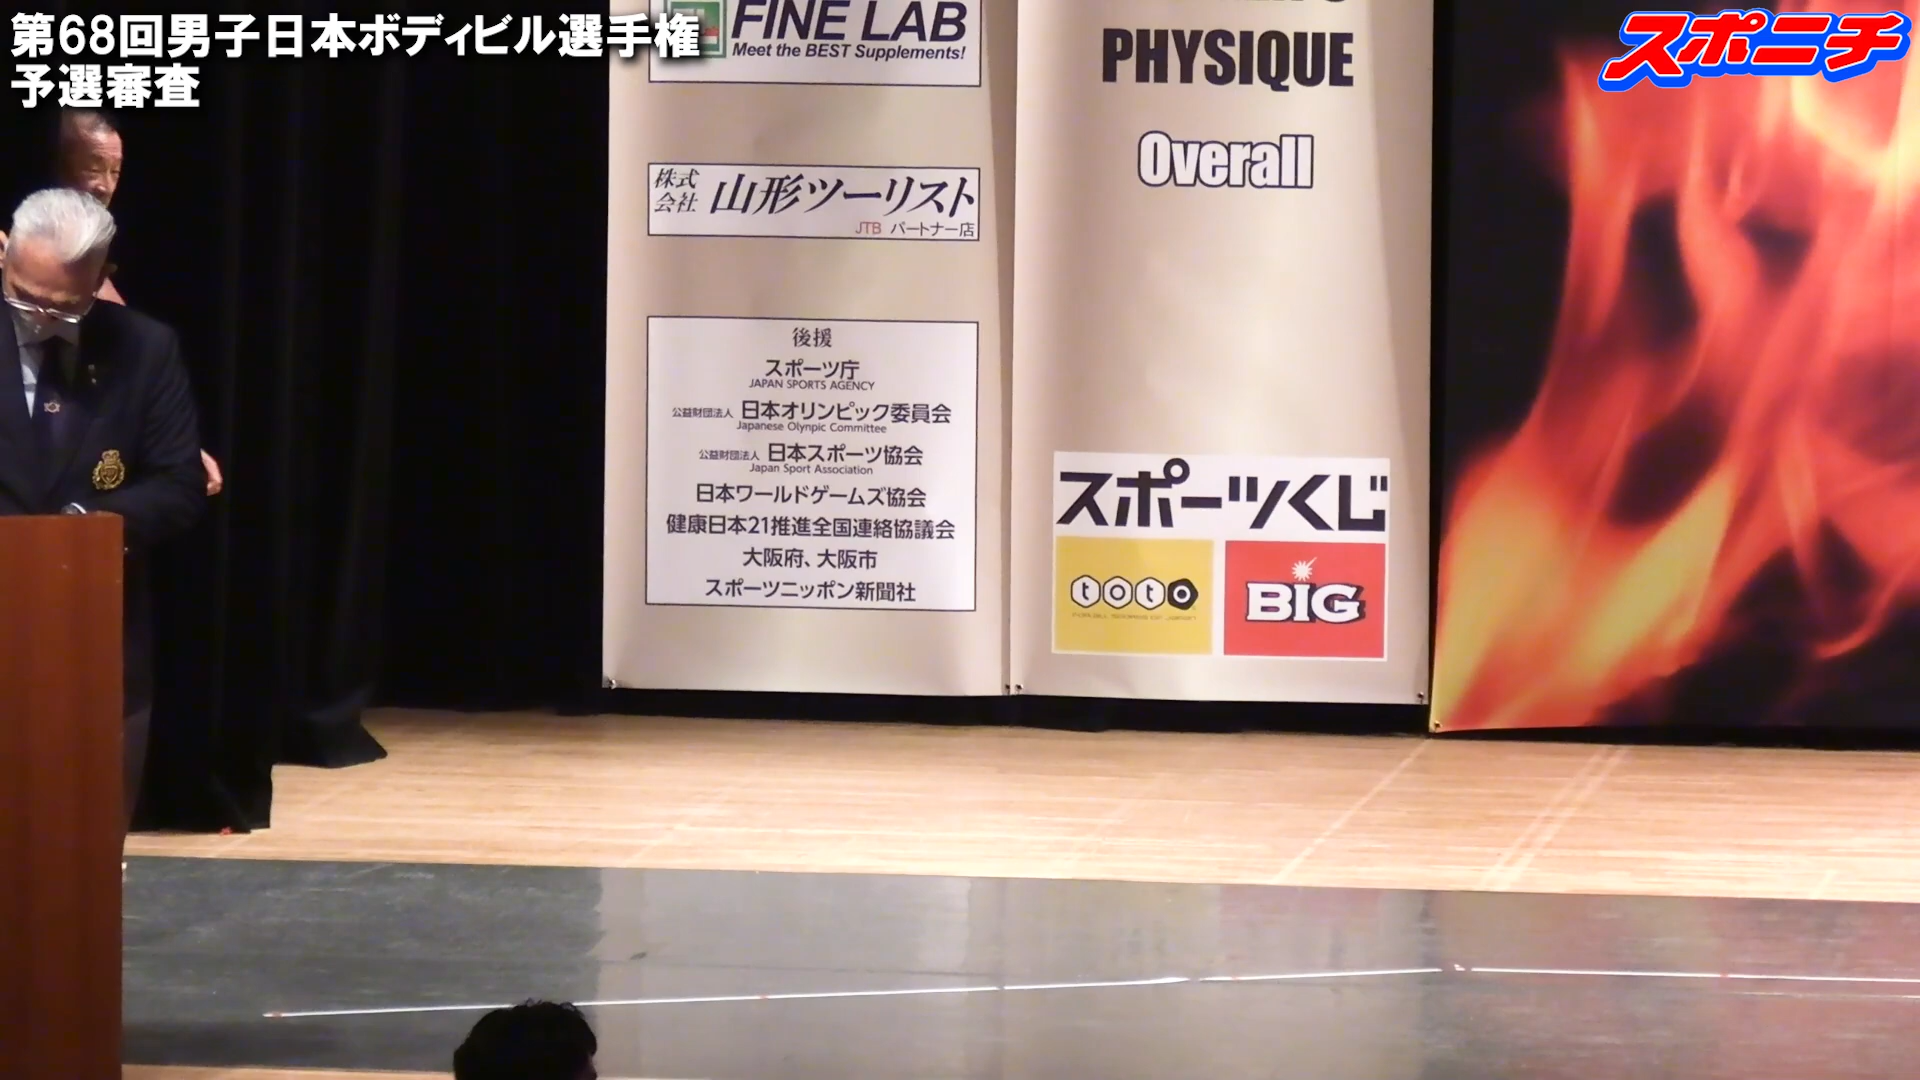 第68回男子日本ボディビル選手権
予選審査
スポニチ
FINE LAB
Meet the BEST Supplements!
株式会社 山形ツーリスト
JTB パートナー店
後援
スポーツ庁
JAPAN SPORTS AGENCY
公益財団法人 日本オリンピック委員会
Japanese Olynpic Committee
公益財団法人 日本スポーツ協会
Japan Sport Association
日本ワールドゲームズ協会
健康日本21推進全国連絡協議会
大阪府、大阪市
スポーツニッポン新聞社
PHYSIQUE
Overall
スポーツくじ
toto
BIG